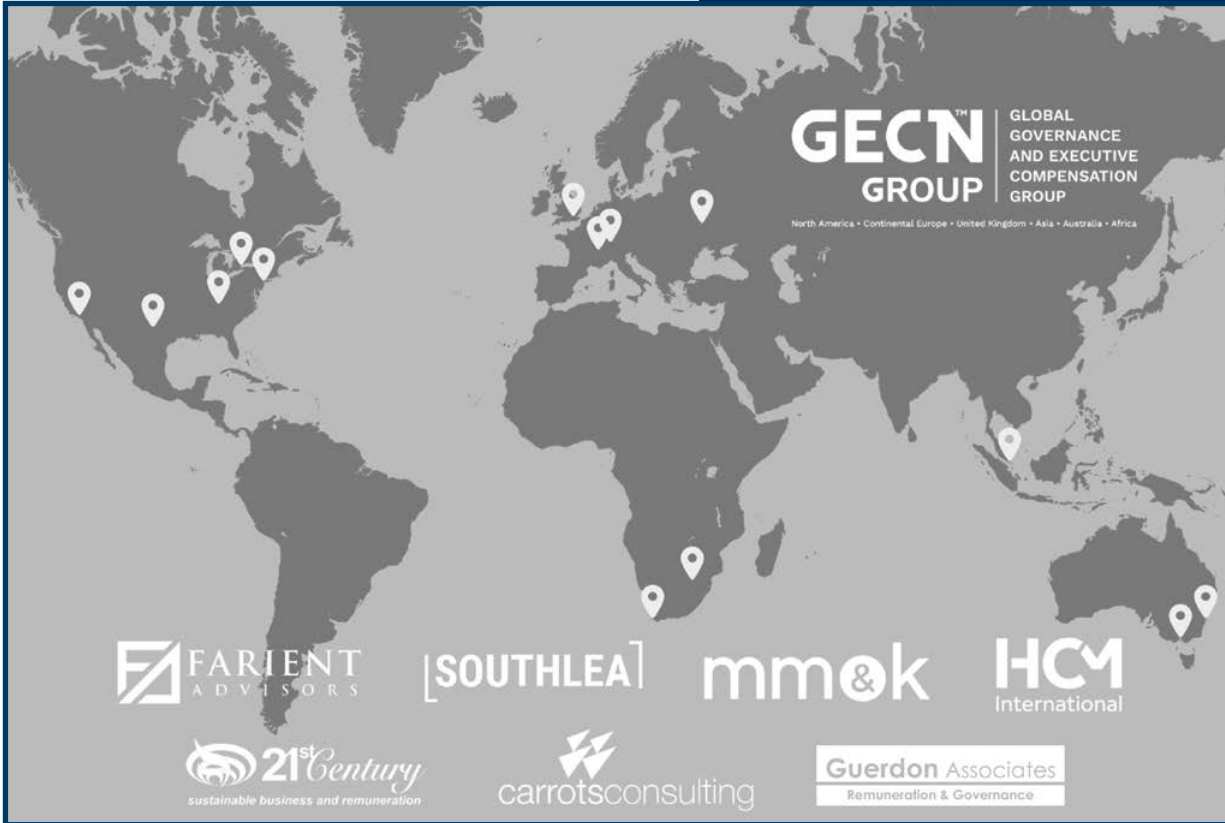 GECN™
GROUP
GLOBAL
GOVERNANCE
AND EXECUTIVE
COMPENSATION
GROUP
North America • Continental Europe • United Kingdom • Asia • Australia • Africa
FARIENT
ADVISORS
[SOUTHLEA]
mm&k
HCM
International
21st Century
sustainable business and remuneration
carrotsconsulting
Guerdon Associates
Remuneration & Governance